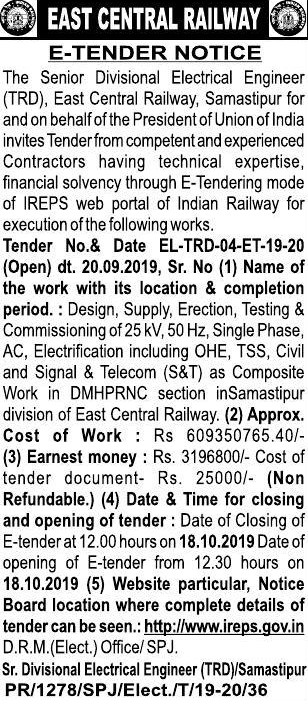 EAST CENTRAL RAILWAY
E-TENDER NOTICE
The Senior Divisional Electrical Engineer
(TRD), East Central Railway, Samastipur for
and on behalf of the President of Union of India
invites Tender from competent and experienced
Contractors having technical expertise,
financial solvency through E-Tendering mode
of IREPS web portal of Indian Railway for
execution of the following works.
Tender No.& Date EL-TRD-04-ET-19-20
(Open) dt. 20.09.2019, Sr. No (1) Name of
the work with its location & completion
period. : Design, Supply, Erection, Testing &
Commissioning of 25 kV, 50 Hz, Single Phase,
AC, Electrification including OHE, TSS, Civil
and Signal & Telecom (S&T) as Composite
Work in DMHPRNC section inSamastipur
division of East Central Railway. (2) Approx.
Cost of Work : Rs 609350765.40/-
(3) Earnest money : Rs. 3196800/- Cost of
tender document- Rs. 25000/- (Non
Refundable.) (4) Date & Time for closing
and opening of tender : Date of Closing of
E-tender at 12.00 hours on 18.10.2019 Date of
opening of E-tender from 12.30 hours on
18.10.2019 (5) Website particular, Notice
Board location where complete details of
tender can be seen.: http://www.ireps.gov.in
D.R.M.(Elect.) Office/ SPJ.
Sr. Divisional Electrical Engineer (TRD)/Samastipur
PR/1278/SPJ/Elect./T/19-20/36